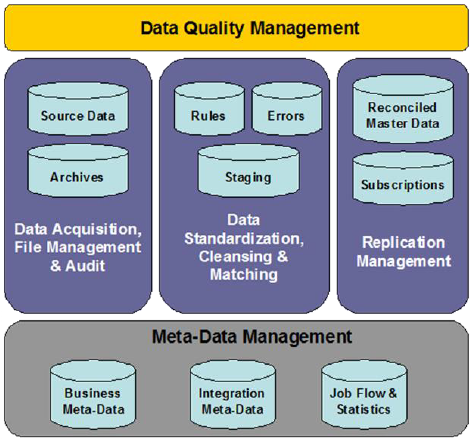 Data Quality Management
Source Data
Archives
Data Acquisition,
File Management
& Audit
Rules
Errors
Staging
Data
Standardization,
Cleansing &
Matching
Reconciled
Master Data
Subscriptions
Replication
Management
Meta-Data Management
Business
Meta-Data
Integration
Meta-Data
Job Flow &
Statistics